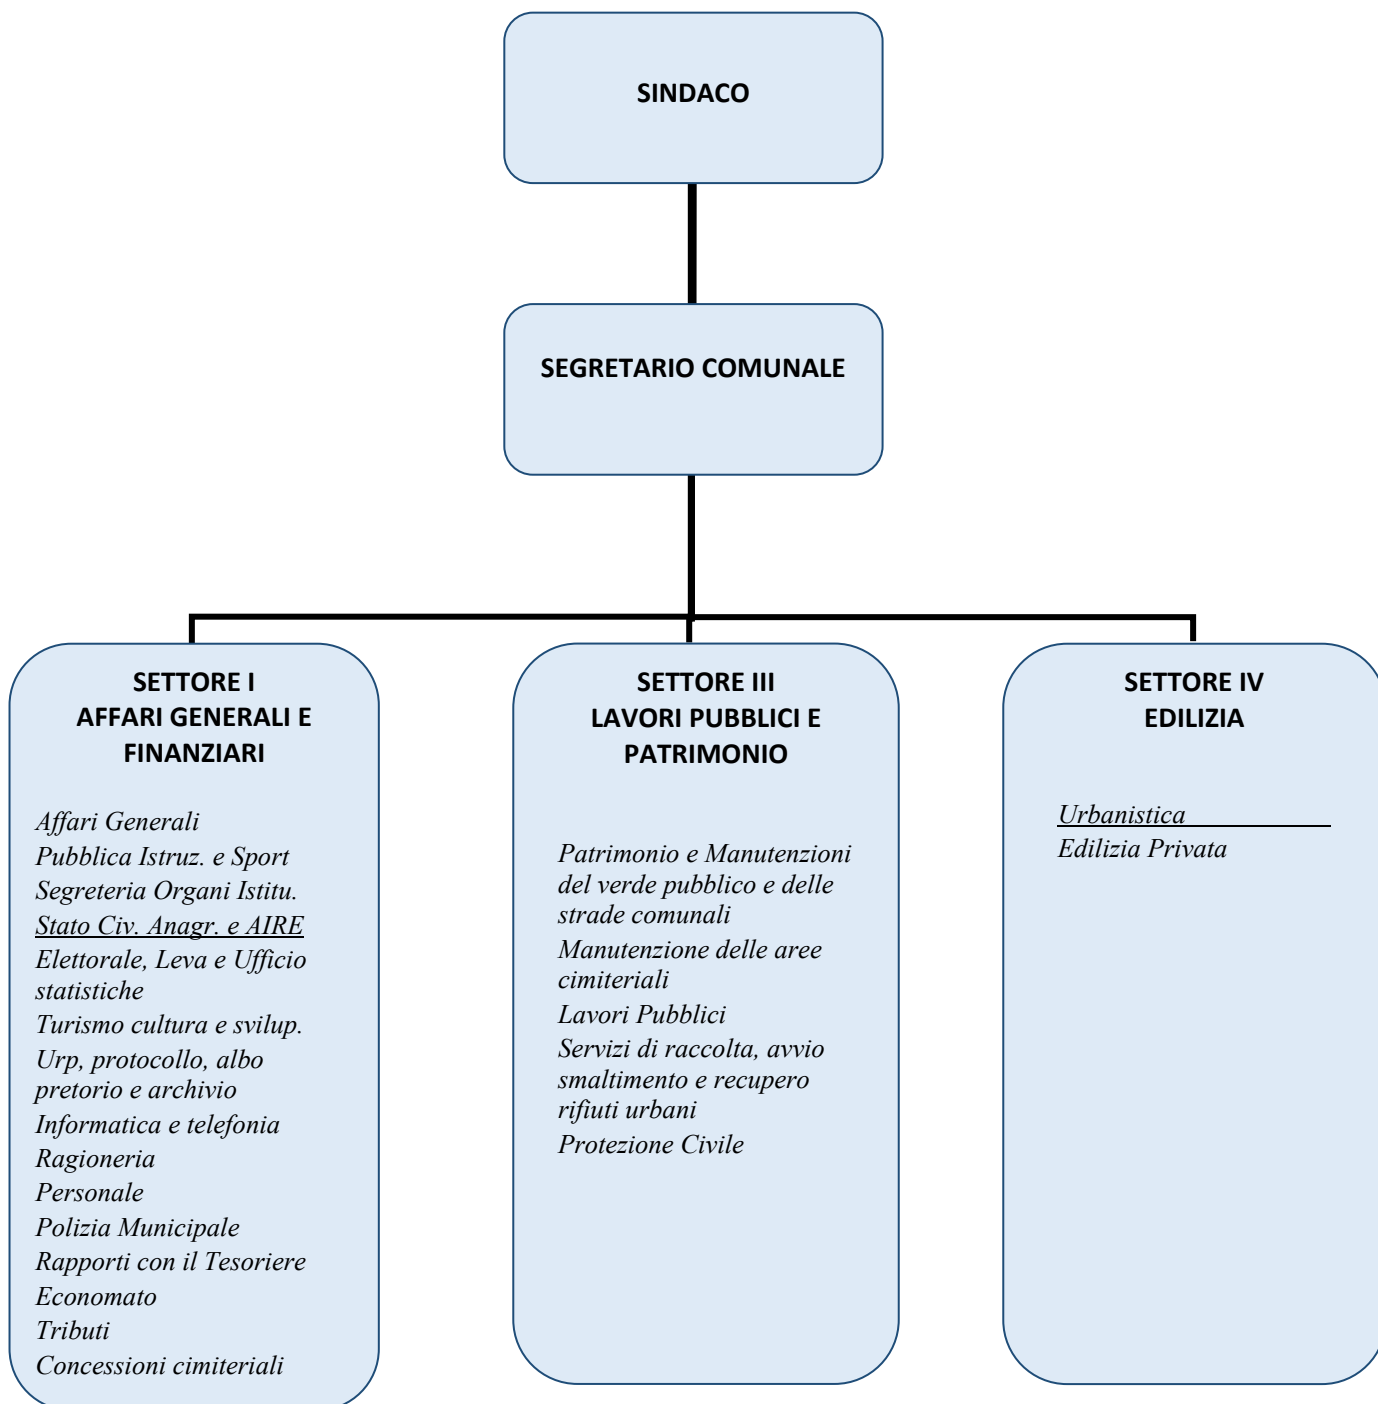 SINDACO
SEGRETARIO COMUNALE
SETTORE I
AFFARI GENERALI E
FINANZIARI
Affari Generali
Pubblica Istruz. e Sport
Segreteria Organi Istitu.
Stato Civ. Anagr. e AIRE
Elettorale, Leva e Ufficio
statistiche
Turismo cultura e svilup.
Urp, protocollo, albo
pretorio e archivio
Informatica e telefonia
Ragioneria
Personale
Polizia Municipale
Rapporti con il Tesoriere
Economato
Tributi
Concessioni cimiteriali
SETTORE III
LAVORI PUBBLICI E
PATRIMONIO
Patrimonio e Manutenzioni
del verde pubblico e delle
strade comunali
Manutenzione delle aree
cimiteriali
Lavori Pubblici
Servizi di raccolta, avvio
smaltimento e recupero
rifiuti urbani
Protezione Civile
SETTORE IV
EDILIZIA
Urbanistica
Edilizia Privata